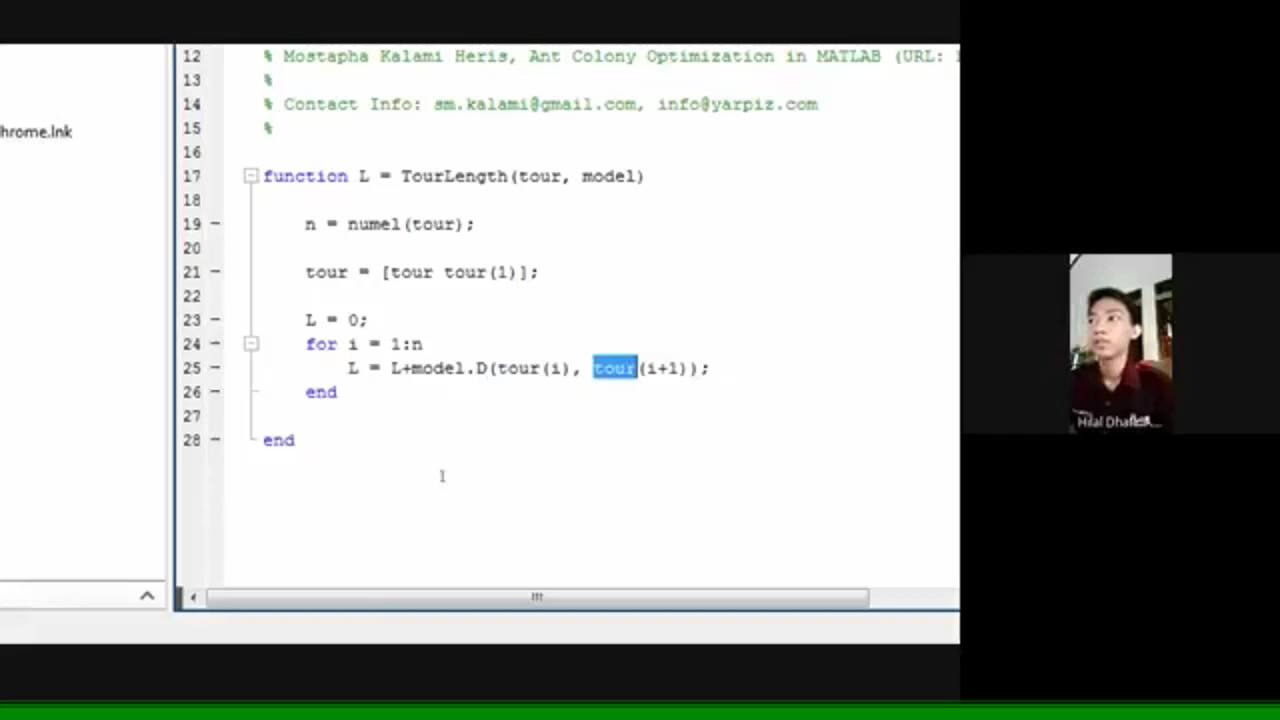 12 % Mostapha Kalami Heris, Ant Colony Optimization in MATLAB (URL:
13 %
14 % Contact Info: sm.kalami@gmail.com, info@yarpiz.com
15 %
hrome.lnk
16
17 function L = TourLength(tour, model)
18
19 n = numel(tour);
20
21 tour = [tour tour(1)];
22
23 L = 0;
24 for i = 1:n
25 L = L+model.D(tour(i), tour(i+1));
26 end
27
28 end
Hilal